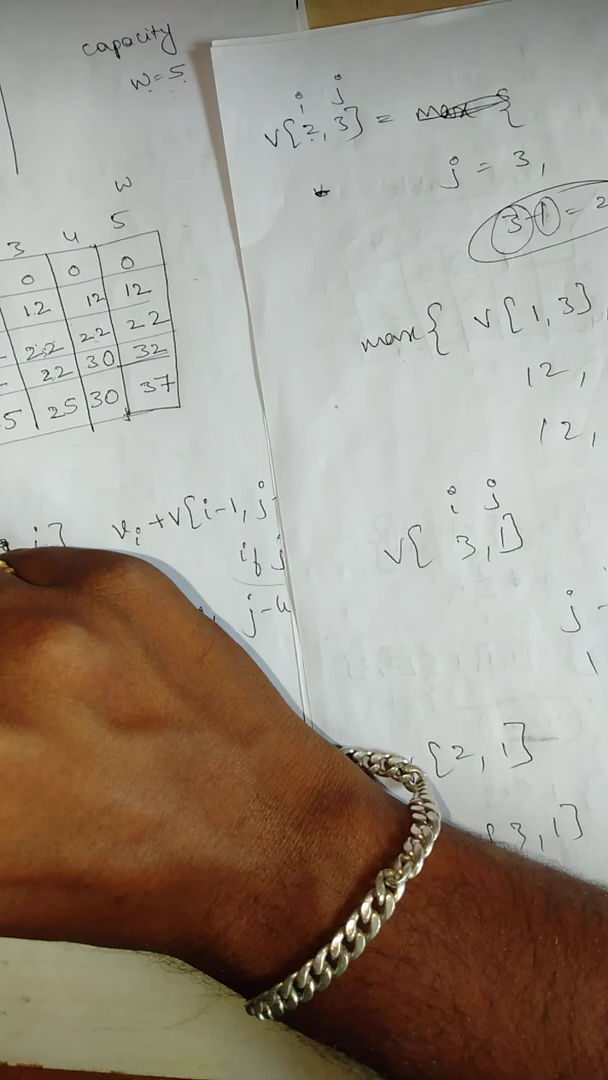 capacity
W=5
W
3 4 5
0 0 0
12 12 12
22 22 22
22 30 32
5 25 30 37
vi + V[i-1, j-
if j
j-w
i j
V[2,3] =
j = 3,
3-1 = 2
max{ V[1,3],
12,
12,
i j
V[ 3,1]
j -
1
[2,1]
[3,1]